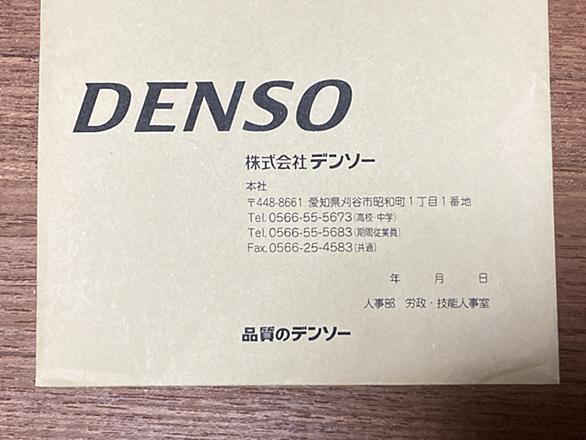 DENSO
株式会社デンソー
本社
〒448-8661 愛知県刈谷市昭和町1丁目1番地
Tel.0566-55-5673(高校・中学)
Tel.0566-55-5683(期間従業員)
Fax.0566-25-4583(共通)
年 月 日
人事部 労政・技能人事室
品質のデンソー